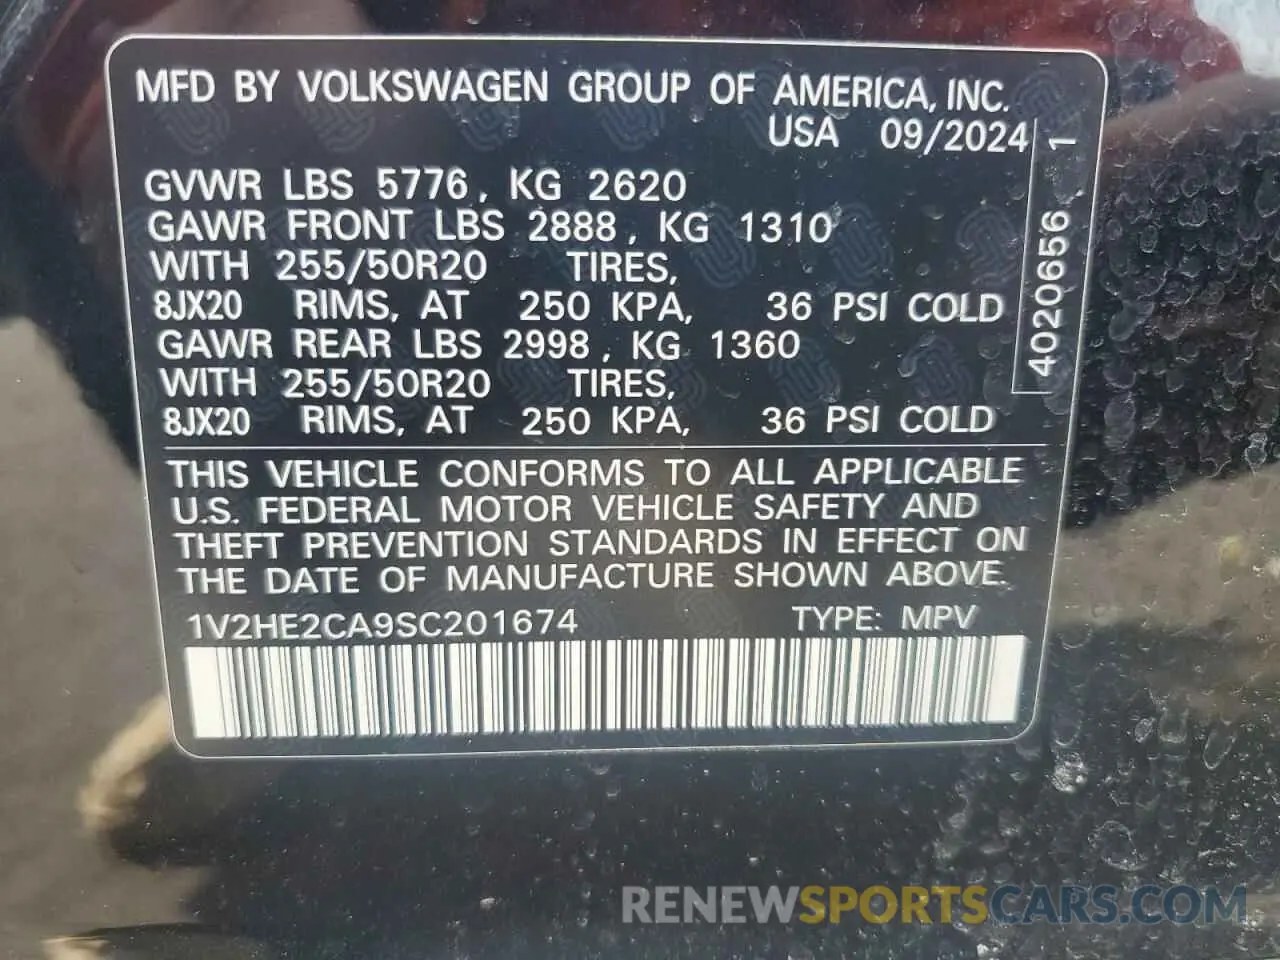 MFD BY VOLKSWAGEN GROUP OF AMERICA, INC.
USA 09/2024
GVWR LBS 5776, KG 2620
GAWR FRONT LBS 2888, KG 1310
WITH 255/50R20 TIRES,
8JX20 RIMS, AT 250 KPA, 36 PSI COLD
GAWR REAR LBS 2998, KG 1360
WITH 255/50R20 TIRES,
8JX20 RIMS, AT 250 KPA, 36 PSI COLD
4020656 1
THIS VEHICLE CONFORMS TO ALL APPLICABLE
U.S. FEDERAL MOTOR VEHICLE SAFETY AND
THEFT PREVENTION STANDARDS IN EFFECT ON
THE DATE OF MANUFACTURE SHOWN ABOVE.
1V2HE2CA9SC201674 TYPE: MPV
RENEWSPORTSCARS.COM